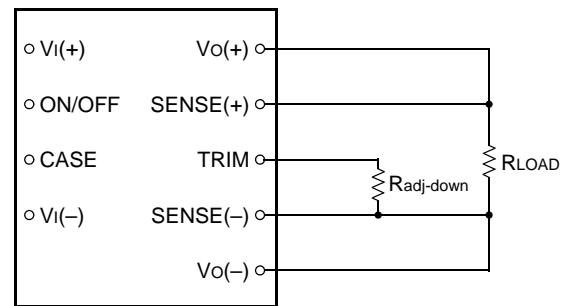 VI(+) VO(+)
ON/OFF SENSE(+)
CASE TRIM
Radj-down
RLOAD
VI(–) SENSE(–)
VO(–)